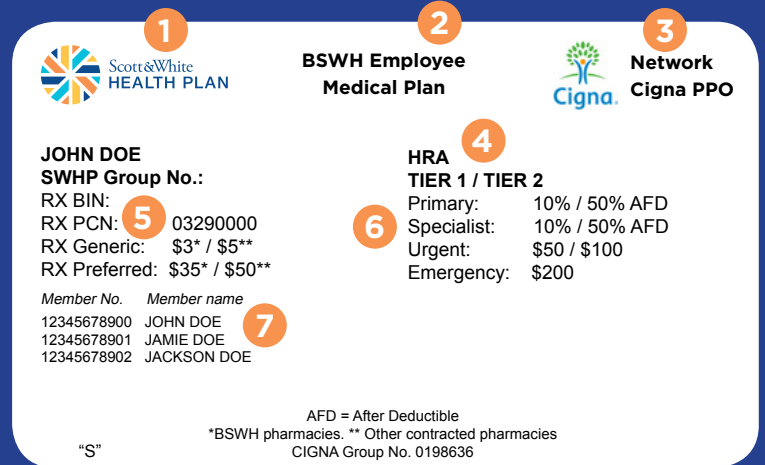 1
2
3
Scott&White
HEALTH PLAN
BSWH Employee
Medical Plan
Cigna.
Network
Cigna PPO
JOHN DOE
SWHP Group No.:
RX BIN:
RX PCN: 03290000
5
RX Generic: $3* / $5**
RX Preferred: $35* / $50**
Member No. Member name
12345678900 JOHN DOE
12345678901 JAMIE DOE
12345678902 JACKSON DOE
7
4
HRA
TIER 1 / TIER 2
Primary: 10% / 50% AFD
6
Specialist: 10% / 50% AFD
Urgent: $50 / $100
Emergency: $200
AFD = After Deductible
*BSWH pharmacies. ** Other contracted pharmacies
"S"
CIGNA Group No. 0198636